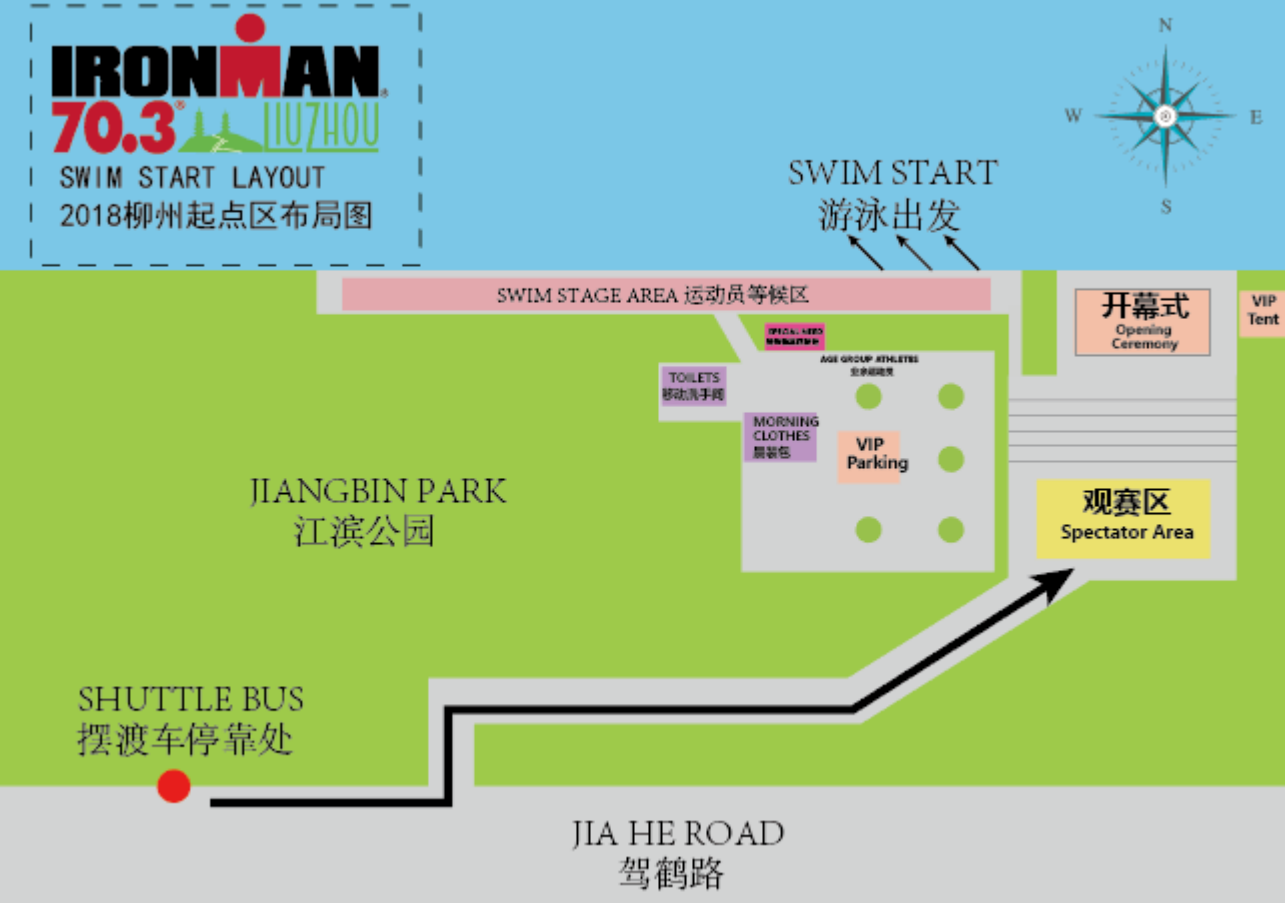 IRONMAN
70.3 LIUZHOU
SWIM START LAYOUT
2018柳州起点区布局图
N
W
E
S
SWIM START
游泳出发
SWIM STAGE AREA 运动员等候区
开幕式
Opening
Ceremony
VIP
Tent
AGE GROUP ATHLETES
TOILETS
移动洗手间
MORNING
CLOTHES
晨装包
VIP
Parking
JIANGBIN PARK
江滨公园
观赛区
Spectator Area
SHUTTLE BUS
摆渡车停靠处
JIA HE ROAD
驾鹤路